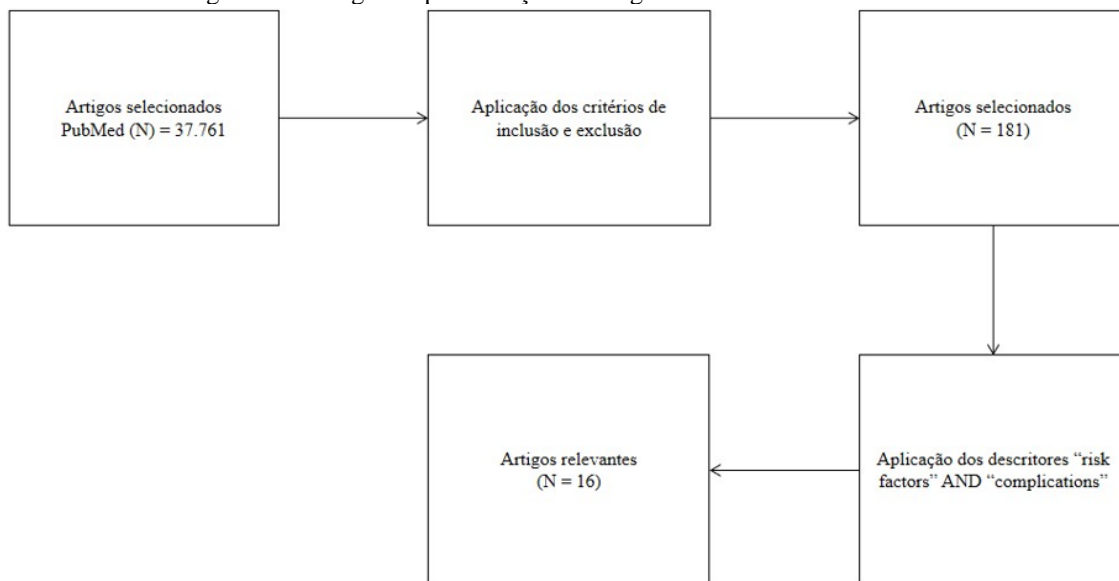 Artigos selecionados
PubMed (N) = 37.761
Aplicação dos critérios de
inclusão e exclusão
Artigos selecionados
(N = 181)
Aplicação dos descritores “risk
factors” AND “complications”
Artigos relevantes
(N = 16)